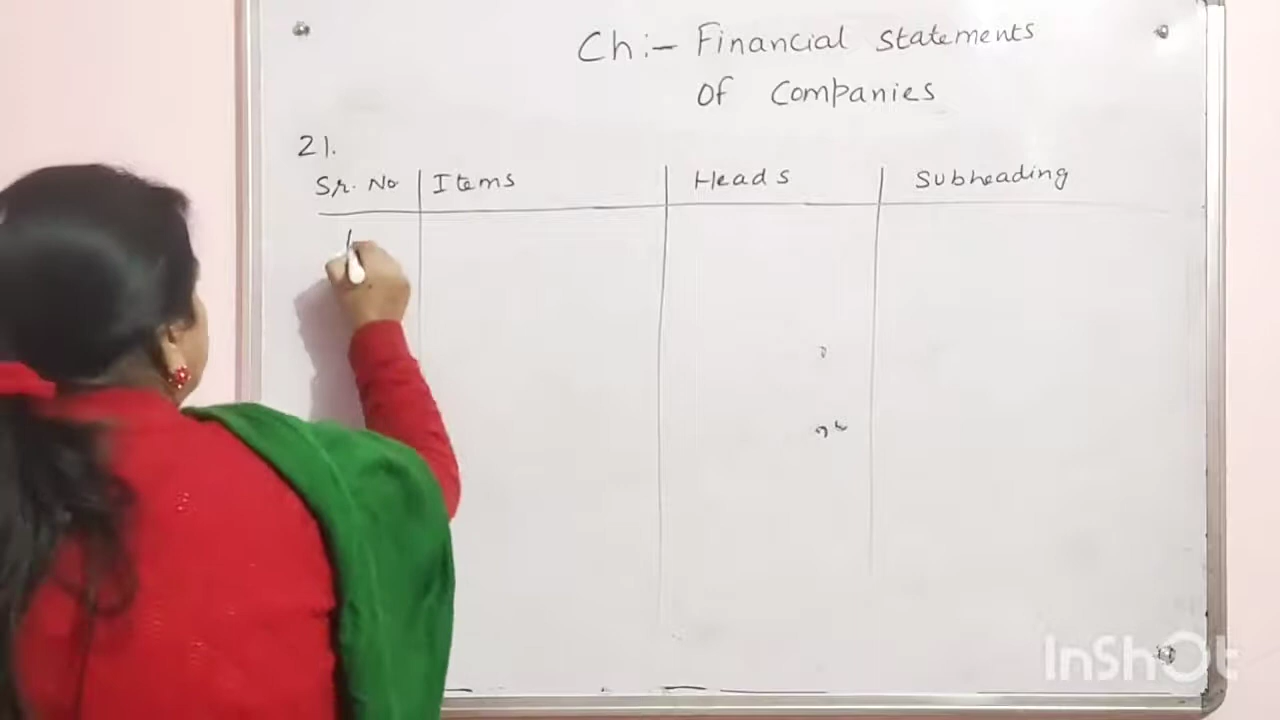 Ch:- Financial Statements
Of Companies
21.
Sr. No Items Heads Subheading
InShot